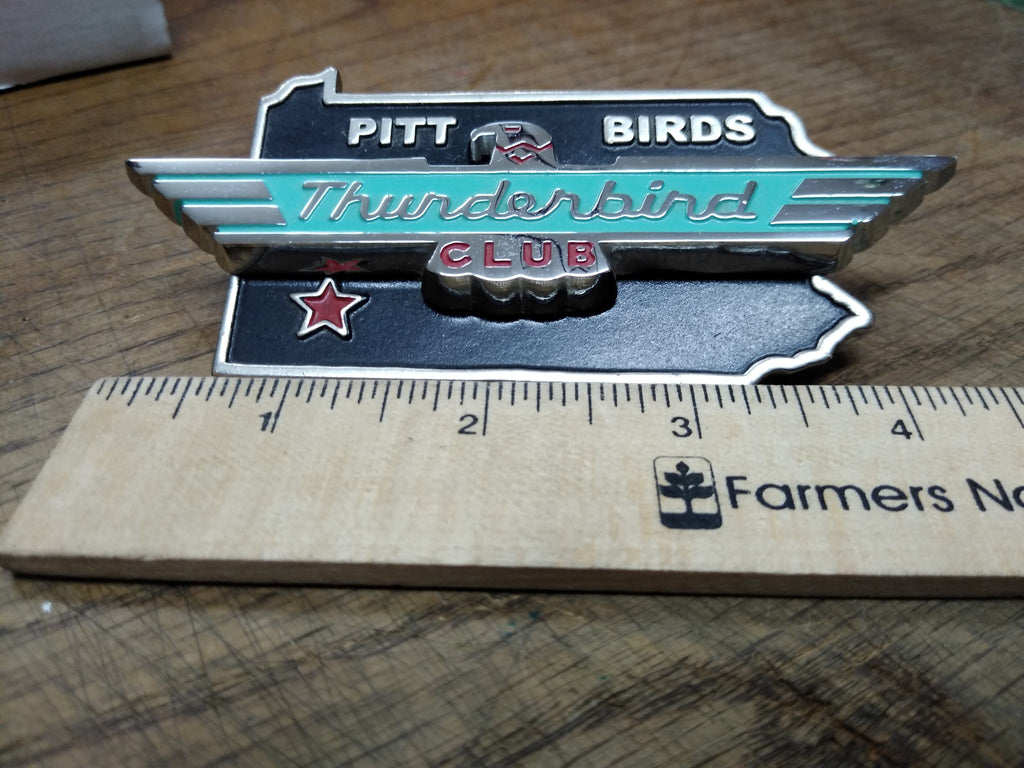 PITT BIRDS
Thunderbird
CLUB
1 2 3 4
Farmers